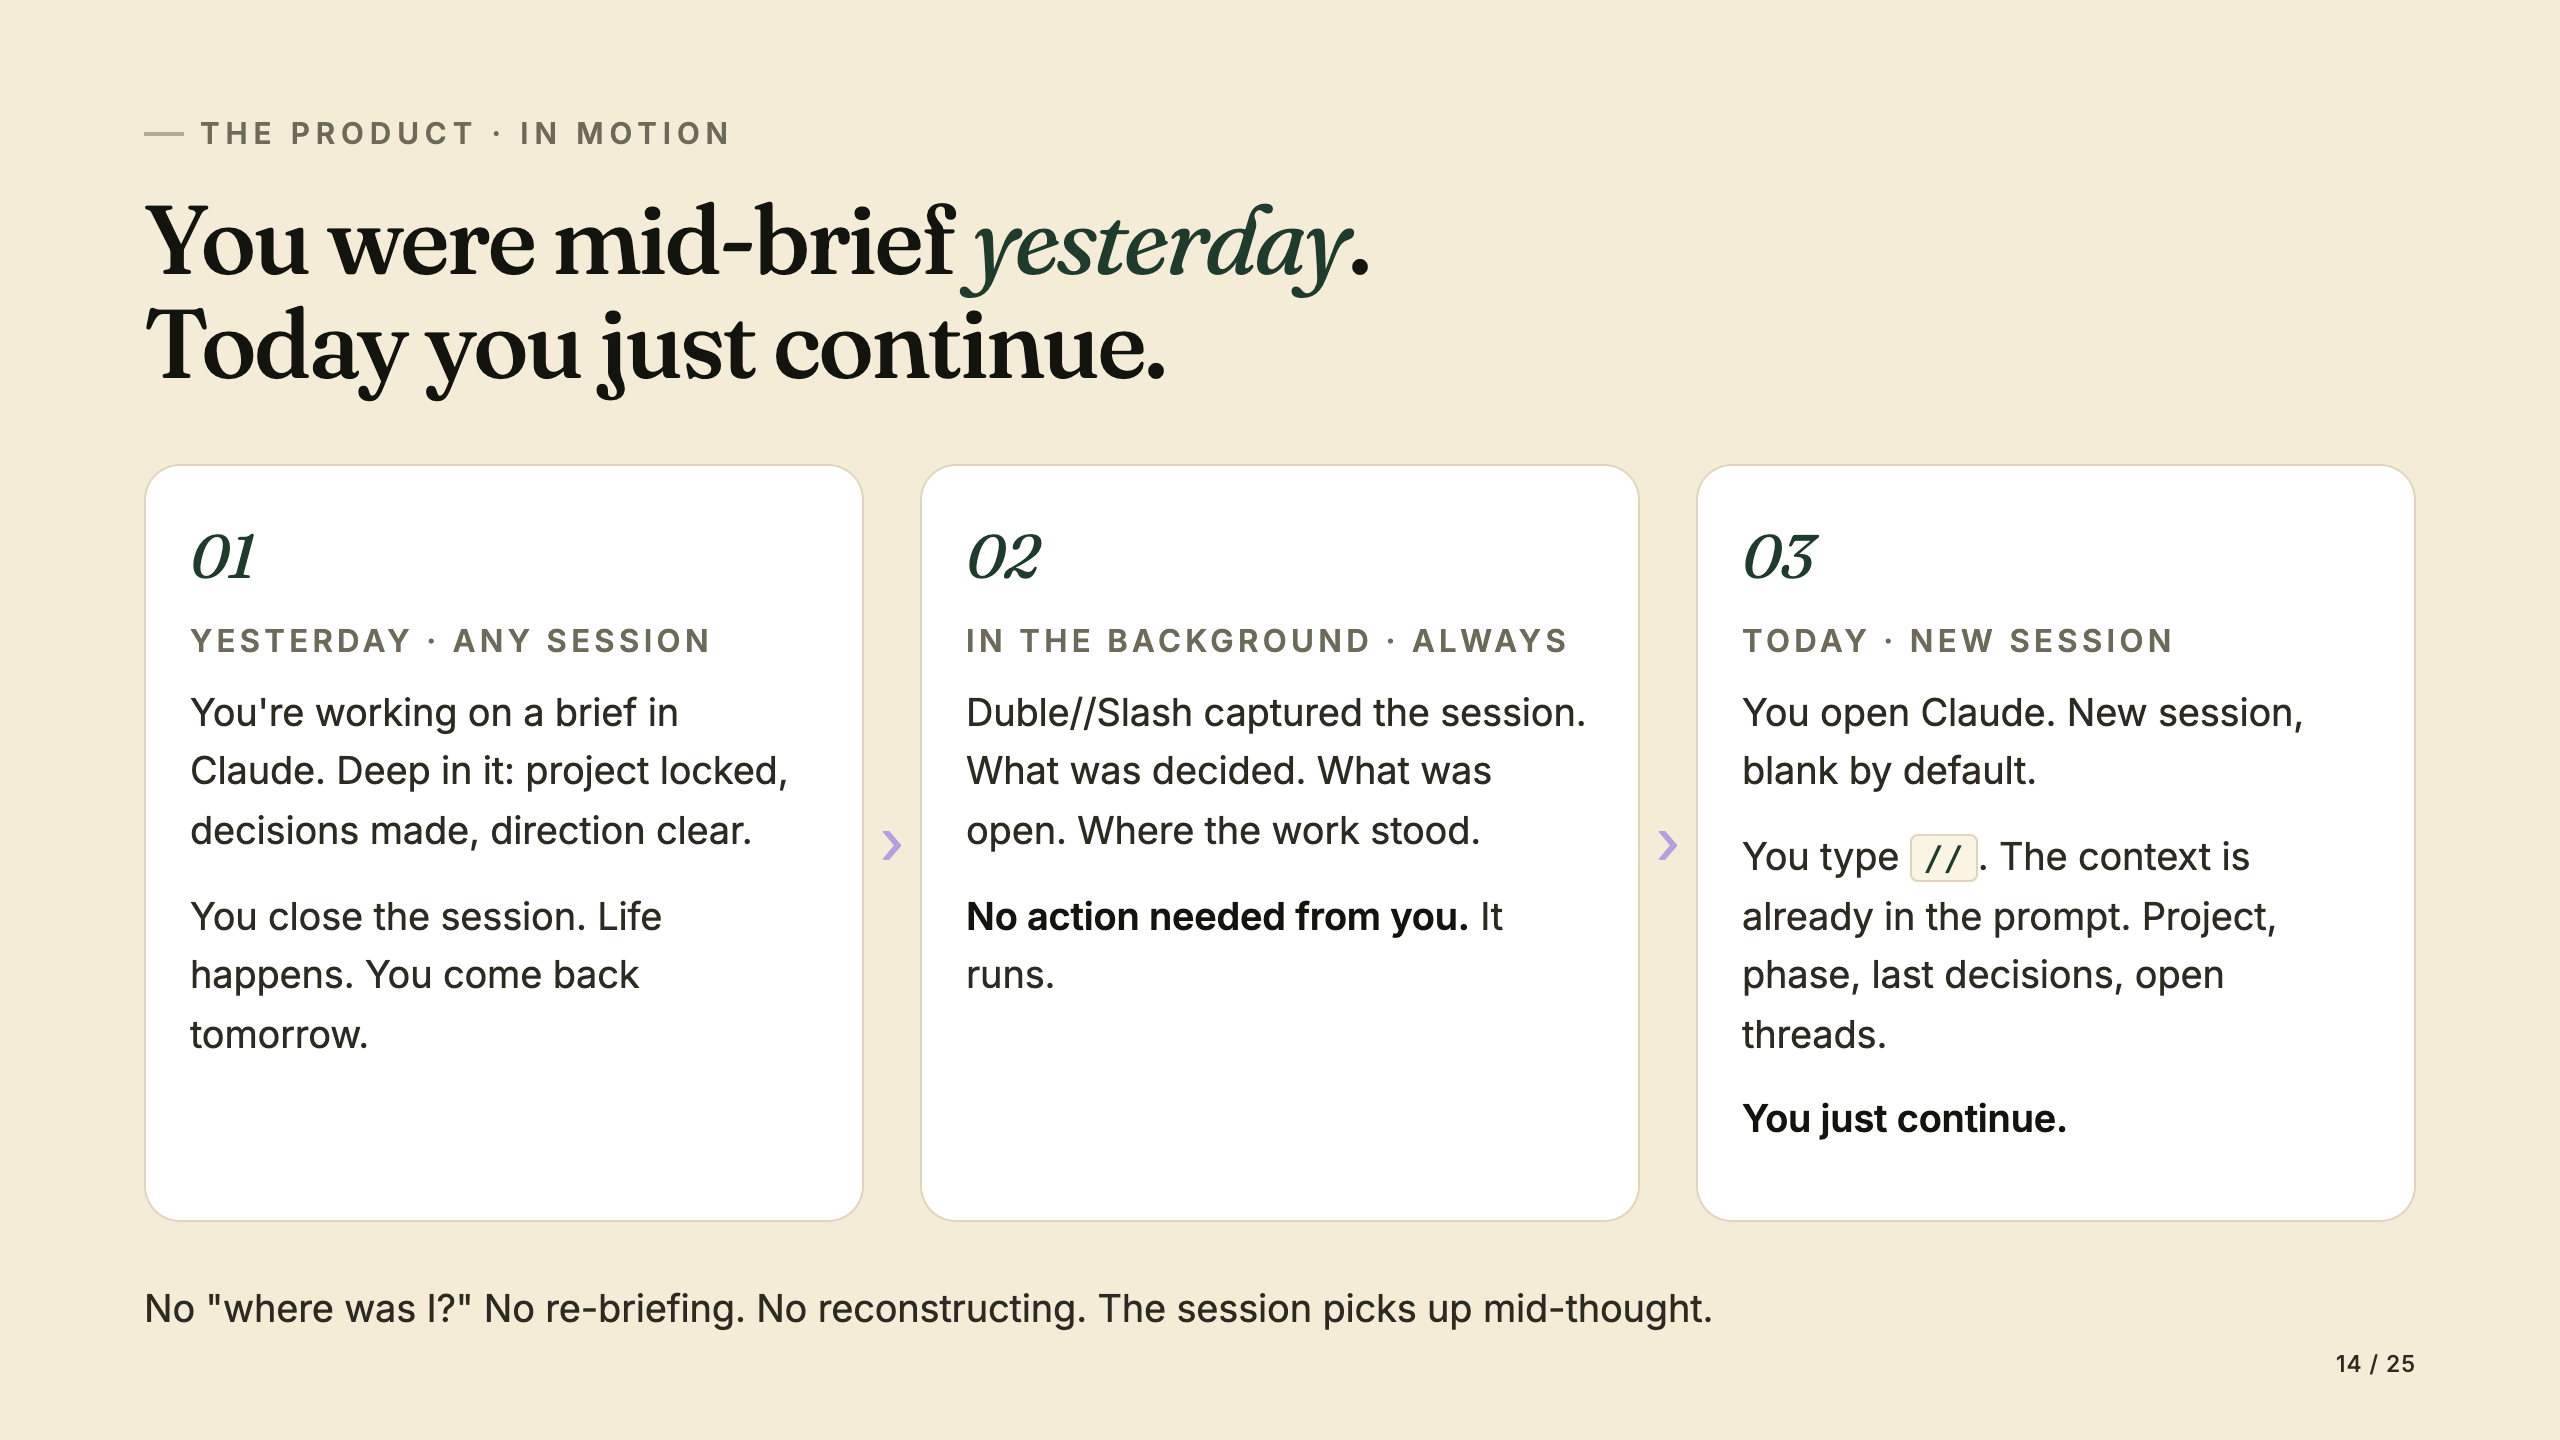 — THE PRODUCT · IN MOTION
You were mid-brief yesterday.
Today you just continue.
01
YESTERDAY · ANY SESSION
You're working on a brief in
Claude. Deep in it: project locked,
decisions made, direction clear.
You close the session. Life
happens. You come back
tomorrow.
›
02
IN THE BACKGROUND · ALWAYS
Duble//Slash captured the session.
What was decided. What was
open. Where the work stood.
No action needed from you. It
runs.
›
03
TODAY · NEW SESSION
You open Claude. New session,
blank by default.
You type //. The context is
already in the prompt. Project,
phase, last decisions, open
threads.
You just continue.
No "where was I?" No re-briefing. No reconstructing. The session picks up mid-thought.
14 / 25